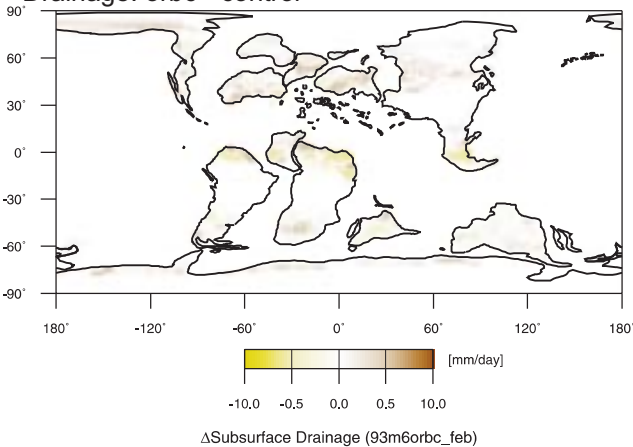 Drainage: orbc - control
90˚
60˚
30˚
0˚
-30˚
-60˚
-90˚
180˚ -120˚ -60˚ 0˚ 60˚ 120˚ 180˚
[mm/day]
-10.0 -0.5 0.0 0.5 10.0
ΔSubsurface Drainage (93m6orbc_feb)